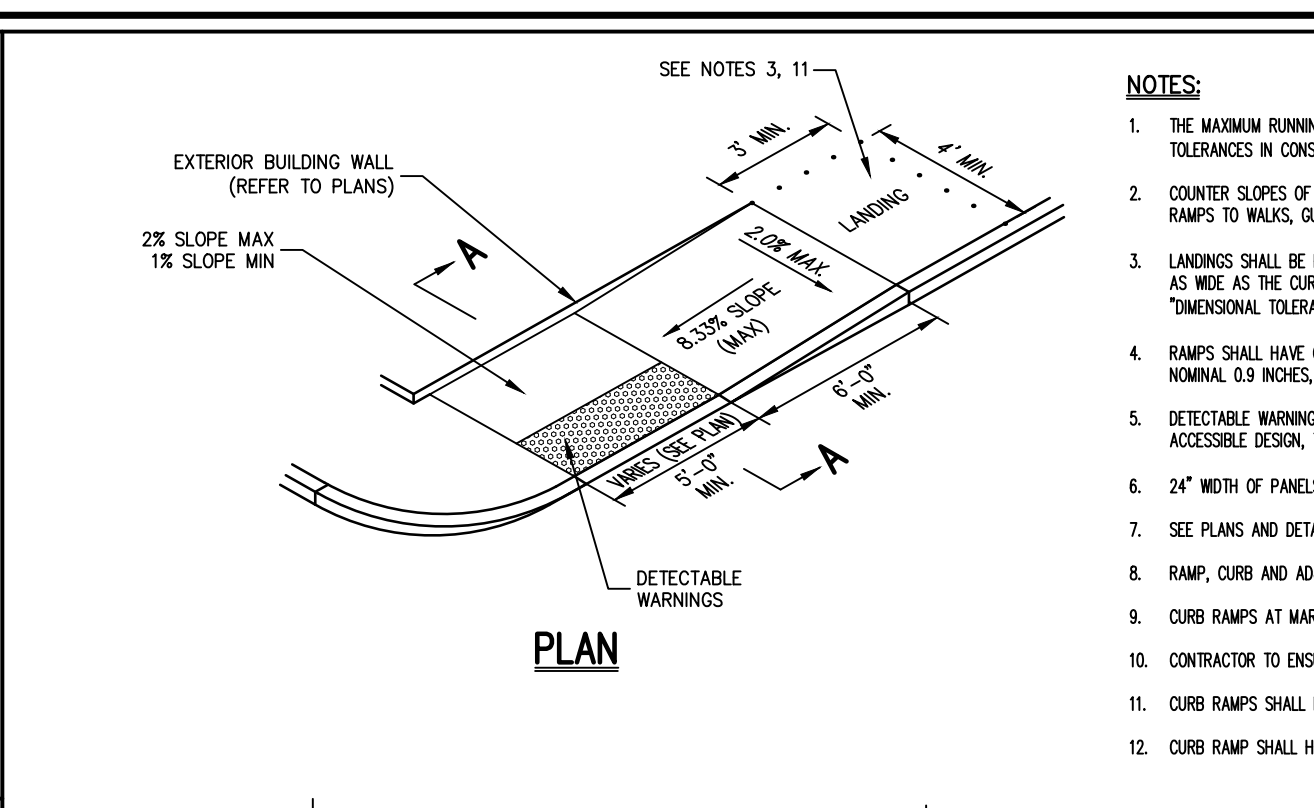 SEE NOTES 3, 11
3' MIN.
4' MIN.
EXTERIOR BUILDING WALL
(REFER TO PLANS)
LANDING
2% SLOPE MAX
1% SLOPE MIN
A
2.0% MAX.
8.33% SLOPE
(MAX)
6'-0"
MIN.
VARIES (SEE PLAN)
5'-0"
MIN.
A
DETECTABLE
WARNINGS
PLAN
NOTES:
1. THE MAXIMUM RUNNIN
TOLERANCES IN CONS
2. COUNTER SLOPES OF
RAMPS TO WALKS, GU
3. LANDINGS SHALL BE
AS WIDE AS THE CUR
"DIMENSIONAL TOLERA
4. RAMPS SHALL HAVE
NOMINAL 0.9 INCHES,
5. DETECTABLE WARNING
ACCESSIBLE DESIGN,
6. 24" WIDTH OF PANELS
7. SEE PLANS AND DETA
8. RAMP, CURB AND AD
9. CURB RAMPS AT MAR
10. CONTRACTOR TO ENSU
11. CURB RAMPS SHALL
12. CURB RAMP SHALL H